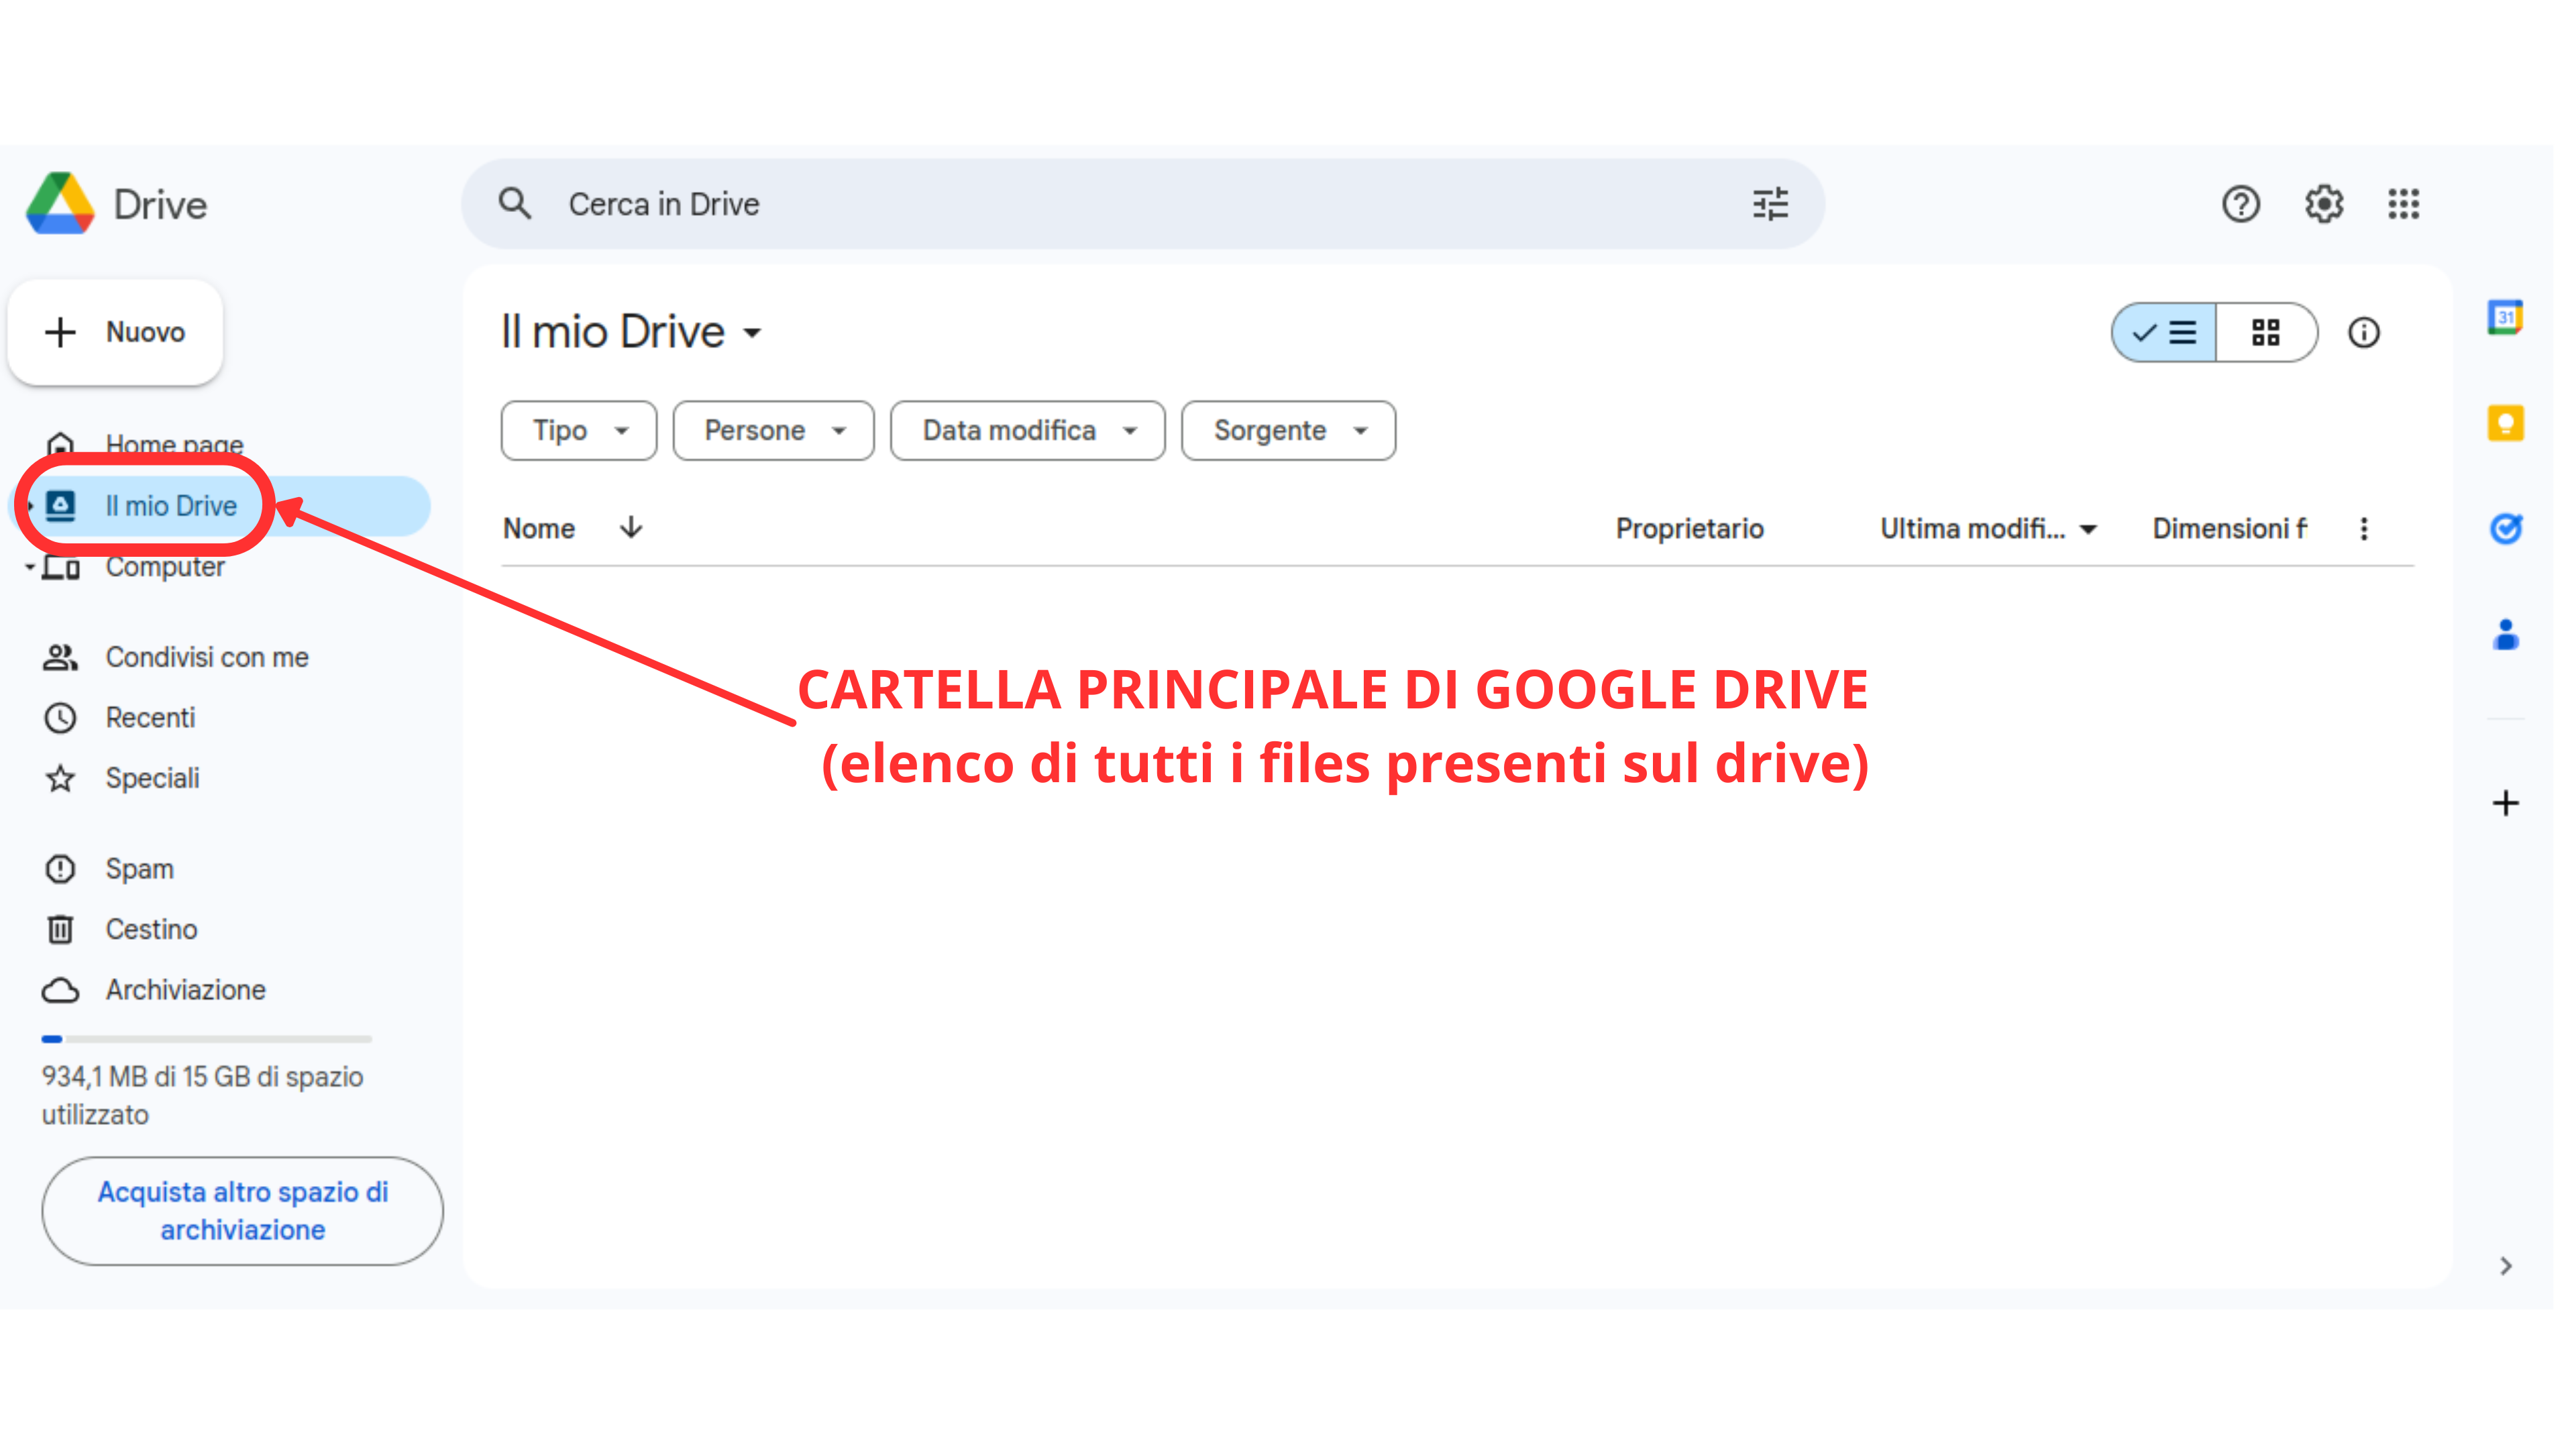 Drive
Cerca in Drive
Nuovo
Il mio Drive
31
Tipo
Persone
Data modifica
Sorgente
Home page
Il mio Drive
Computer
Nome
Proprietario
Ultima modifi...
Dimensioni f
Condivisi con me
Recenti
Speciali
CARTELLA PRINCIPALE DI GOOGLE DRIVE
(elenco di tutti i files presenti sul drive)
Spam
Cestino
Archiviazione
934,1 MB di 15 GB di spazio
utilizzato
Acquista altro spazio di
archiviazione